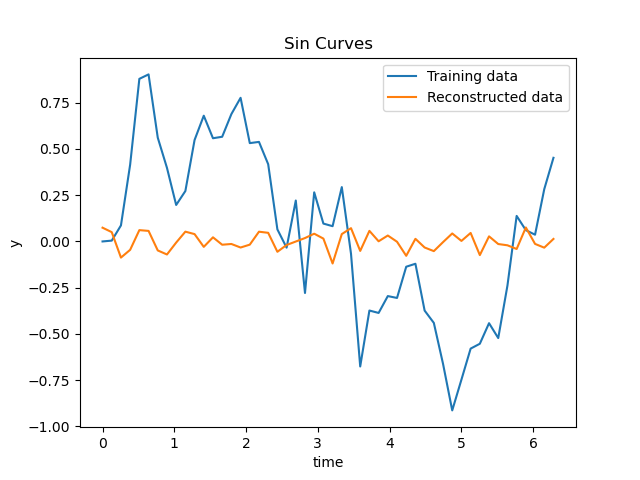 Sin Curves
Training data
Reconstructed data
0.75
0.50
0.25
0.00
−0.25
−0.50
−0.75
−1.00
y
0 1 2 3 4 5 6
time